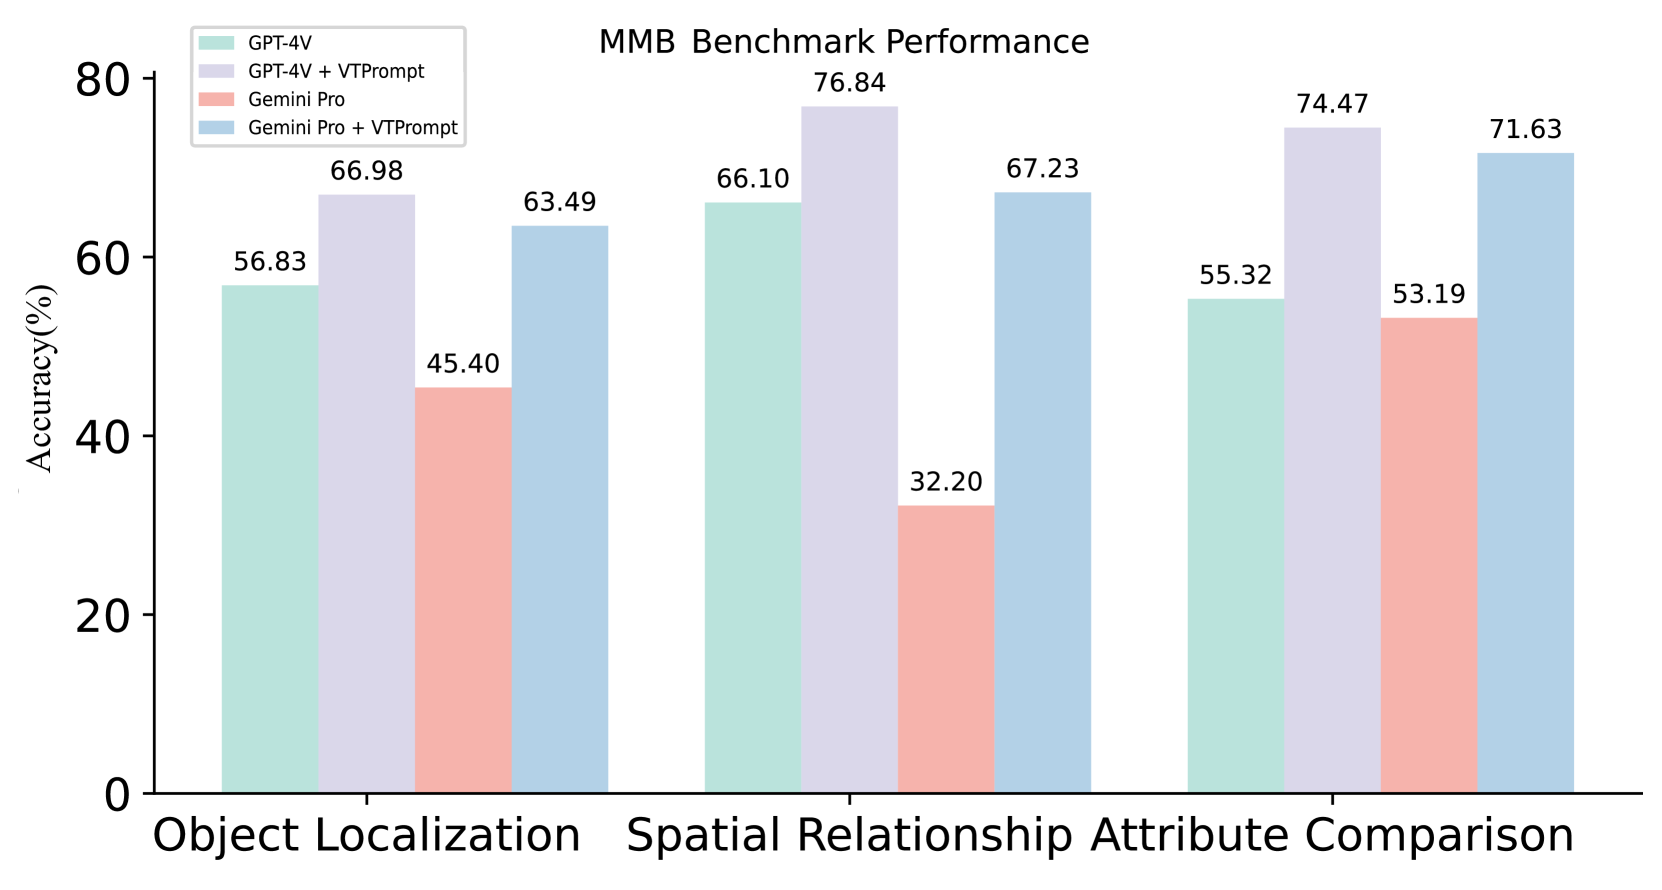 MMB Benchmark Performance
GPT-4V
GPT-4V + VTPrompt
Gemini Pro
Gemini Pro + VTPrompt
Accuracy(%)
80
60
40
20
0
56.83
66.98
45.40
63.49
66.10
76.84
32.20
67.23
55.32
74.47
53.19
71.63
Object Localization
Spatial Relationship
Attribute Comparison